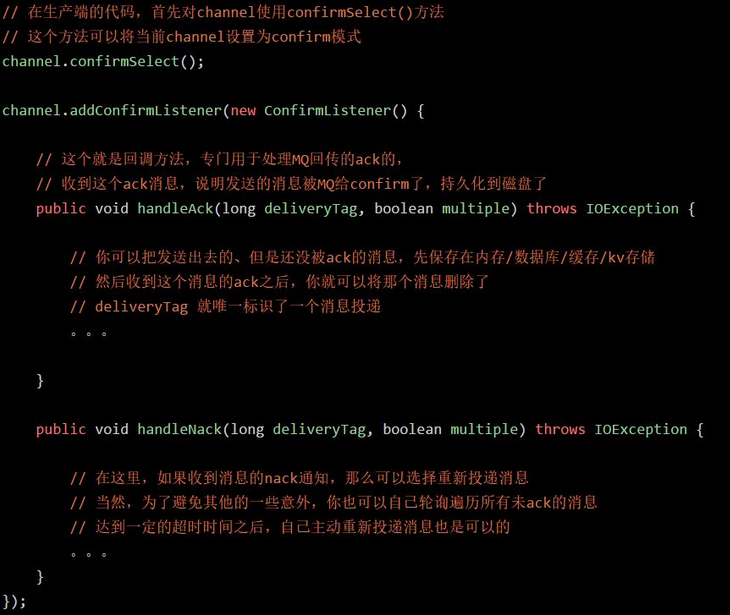 // 在生产端的代码，首先对channel使用confirmSelect()方法
// 这个方法可以将当前channel设置为confirm模式
channel.confirmSelect();
channel.addConfirmListener(new ConfirmListener() {
// 这个就是回调方法，专门用于处理MQ回传的ack的，
// 收到这个ack消息，说明发送的消息被MQ给confirm了，持久化到磁盘了
public void handleAck(long deliveryTag, boolean multiple) throws IOException {
// 你可以把发送出去的、但是还没被ack的消息，先保存在内存/数据库/缓存/kv存储
// 然后收到这个消息的ack之后，你就可以将那个消息删除了
// deliveryTag 就唯一标识了一个消息投递
。。。
}
public void handleNack(long deliveryTag, boolean multiple) throws IOException {
// 在这里，如果收到消息的nack通知，那么可以选择重新投递消息
// 当然，为了避免其他的一些意外，你也可以自己轮询遍历所有未ack的消息
// 达到一定的超时时间之后，自己主动重新投递消息也是可以的
。。。
}
});